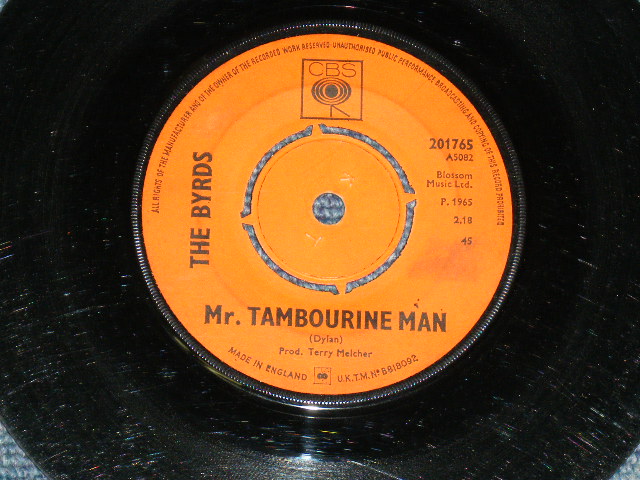 ALL RIGHTS OF THE MANUFACTURER AND OF THE OWNER OF THE RECORDED WORK RESERVED·UNAUTHORISED PUBLIC PERFORMANCE BROADCASTING AND COPYING OF THIS RECORD PROHIBITED
CBS
201765
A5082
Blossom
Music Ltd.
P. 1965
2.18
45
THE BYRDS
Mr. TAMBOURINE MAN
(Dylan)
Prod. Terry Melcher
MADE IN ENGLAND U.K.T.M.Nº B818092